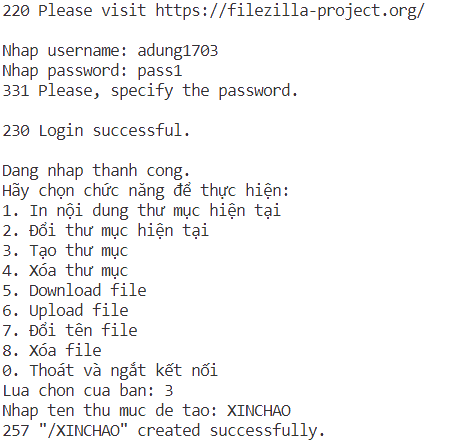 220 Please visit https://filezilla-project.org/
Nhap username: adung1703
Nhap password: pass1
331 Please, specify the password.
230 Login successful.
Dang nhap thanh cong.
Hãy chọn chức năng để thực hiện:
1. In nội dung thư mục hiện tại
2. Đổi thư mục hiện tại
3. Tạo thư mục
4. Xóa thư mục
5. Download file
6. Upload file
7. Đổi tên file
8. Xóa file
0. Thoát và ngắt kết nối
Lua chon cua ban: 3
Nhap ten thu muc de tao: XINCHAO
257 "/XINCHAO" created successfully.